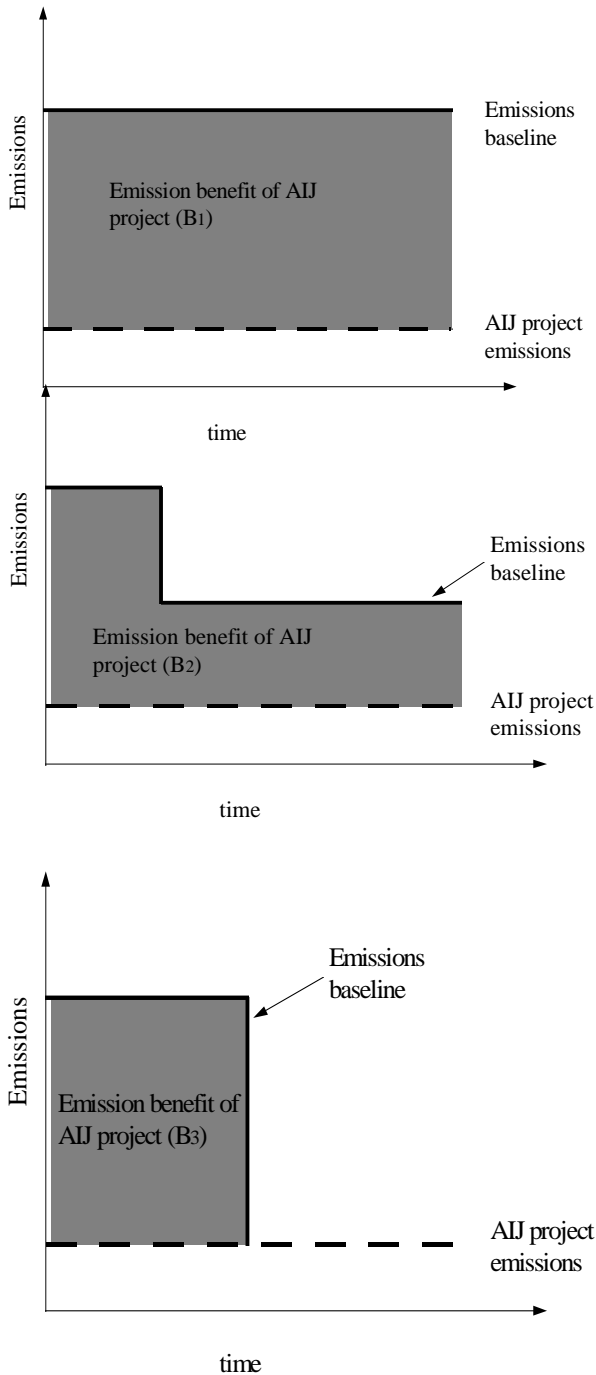 Emissions
Emissions
baseline
Emission benefit of AIJ
project (B1)
AIJ project
emissions
time
Emissions
Emissions
baseline
Emission benefit of AIJ
project (B2)
AIJ project
emissions
time
Emissions
Emissions
baseline
Emission benefit of
AIJ project (B3)
AIJ project
emissions
time